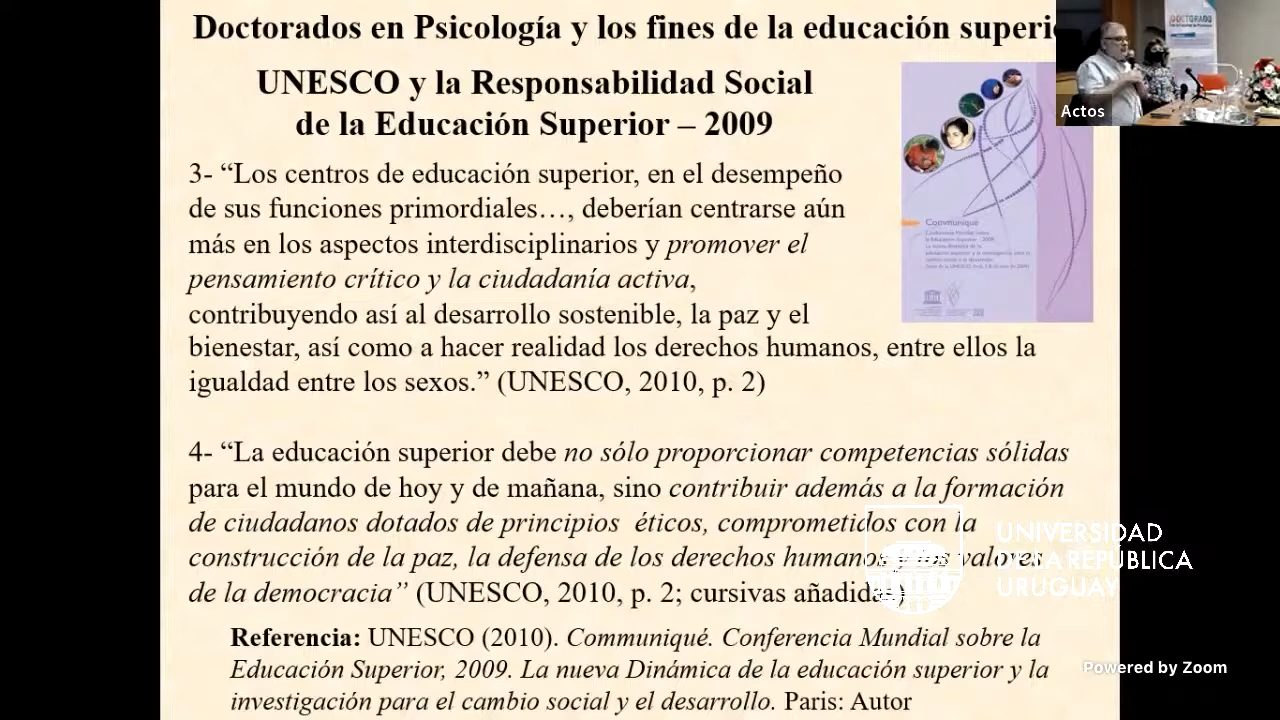 Doctorados en Psicología y los fines de la educación superi
UNESCO y la Responsabilidad Social
de la Educación Superior – 2009
3- “Los centros de educación superior, en el desempeño
de sus funciones primordiales…, deberían centrarse aún
más en los aspectos interdisciplinarios y promover el
pensamiento crítico y la ciudadanía activa,
contribuyendo así al desarrollo sostenible, la paz y el
bienestar, así como a hacer realidad los derechos humanos, entre ellos la
igualdad entre los sexos.” (UNESCO, 2010, p. 2)
4- “La educación superior debe no sólo proporcionar competencias sólidas
para el mundo de hoy y de mañana, sino contribuir además a la formación
de ciudadanos dotados de principios éticos, comprometidos con la
construcción de la paz, la defensa de los derechos humanos y los valores
de la democracia” (UNESCO, 2010, p. 2; cursivas añadidas)
Referencia: UNESCO (2010). Communiqué. Conferencia Mundial sobre la
Educación Superior, 2009. La nueva Dinámica de la educación superior y la
investigación para el cambio social y el desarrollo. Paris: Autor
Communiqué
DOCTORADO
Actos
UNIVERSIDAD
DE LA REPÚBLICA
URUGUAY
Powered by Zoom